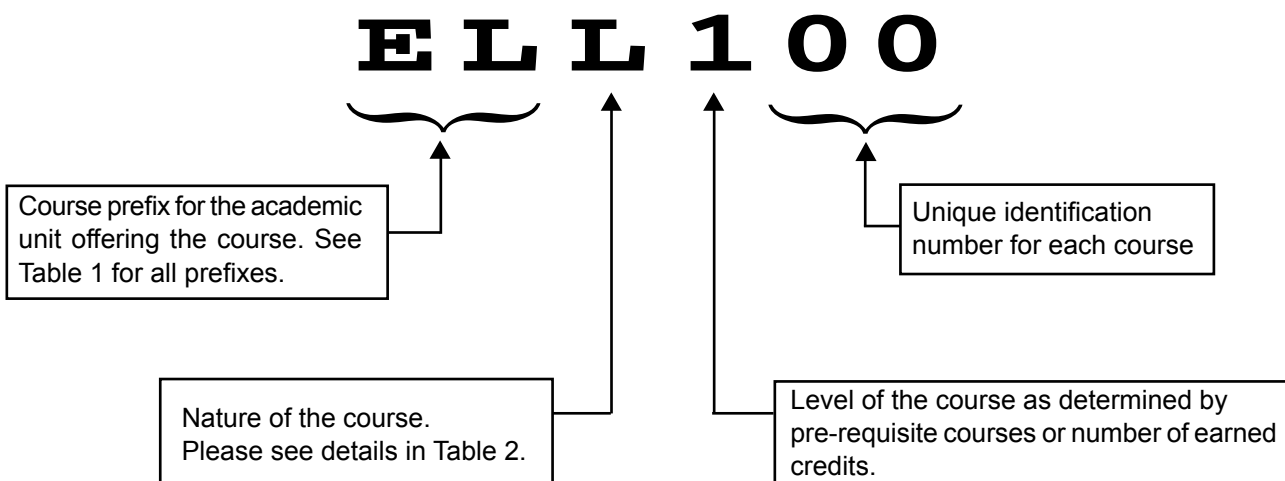 ELL100
Course prefix for the academic
unit offering the course. See
Table 1 for all prefixes.
Unique identification
number for each course
Nature of the course.
Please see details in Table 2.
Level of the course as determined by
pre-requisite courses or number of earned
credits.